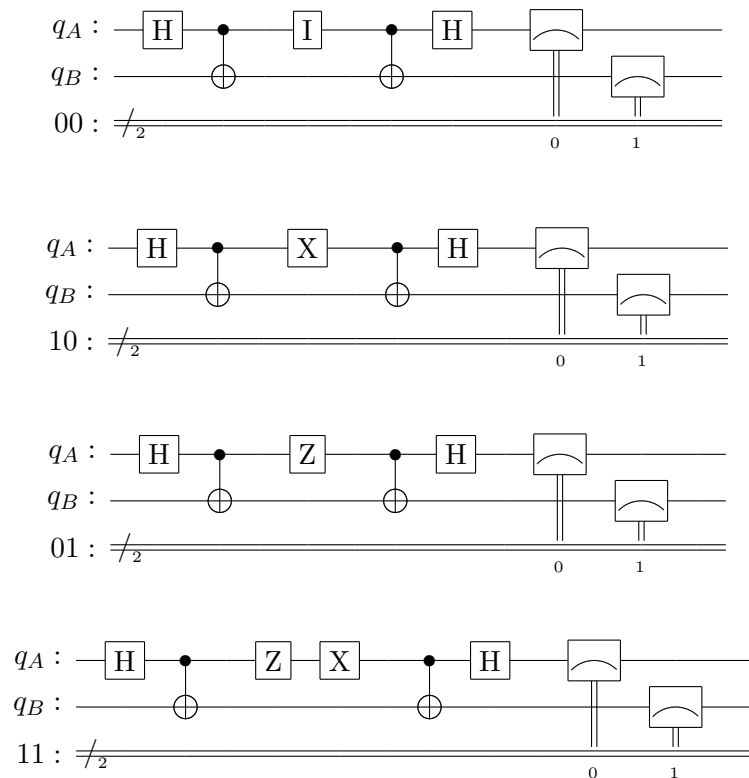 q_A : H I H
q_B :
00 : /2
0 1
q_A : H X H
q_B :
10 : /2
0 1
q_A : H Z H
q_B :
01 : /2
0 1
q_A : H Z X H
q_B :
11 : /2
0 1